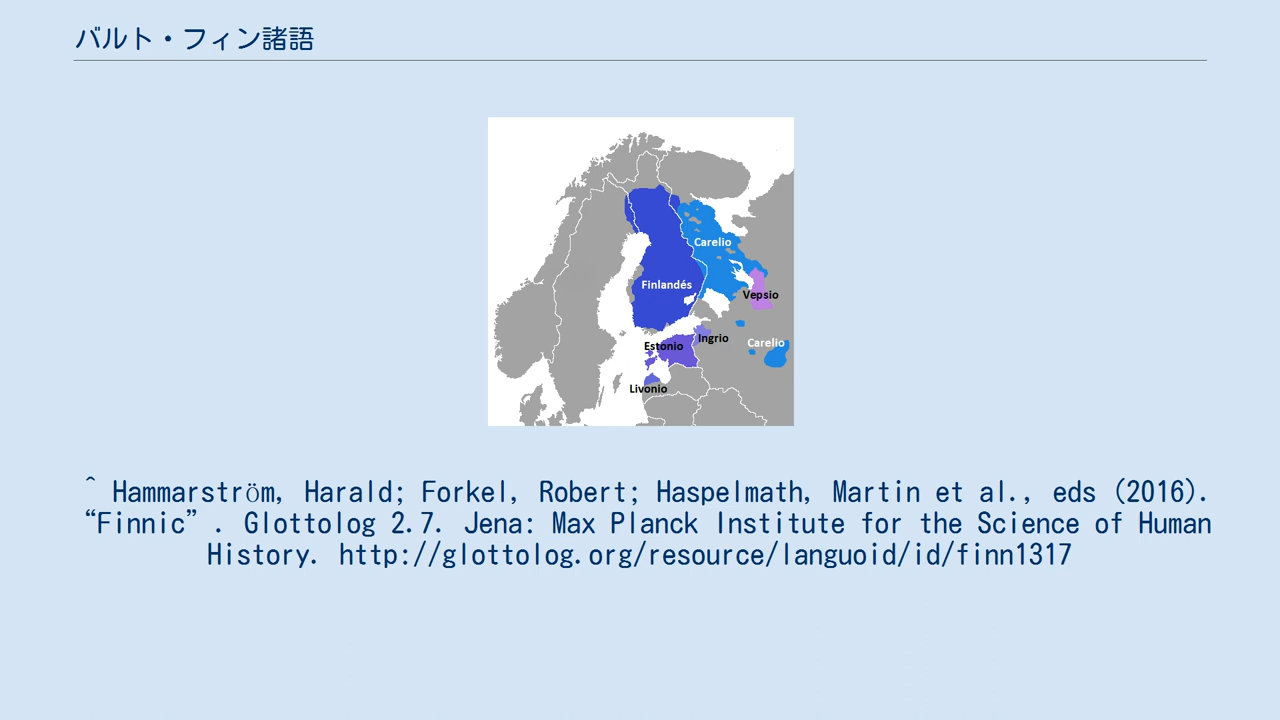 バルト・フィン諸語
Carelio
Finlandés
Vepsio
Ingrio
Estonio
Carelio
Livonio
^ Hammarström, Harald; Forkel, Robert; Haspelmath, Martin et al., eds (2016).
“Finnic”. Glottolog 2.7. Jena: Max Planck Institute for the Science of Human
History. http://glottolog.org/resource/languoid/id/finn1317